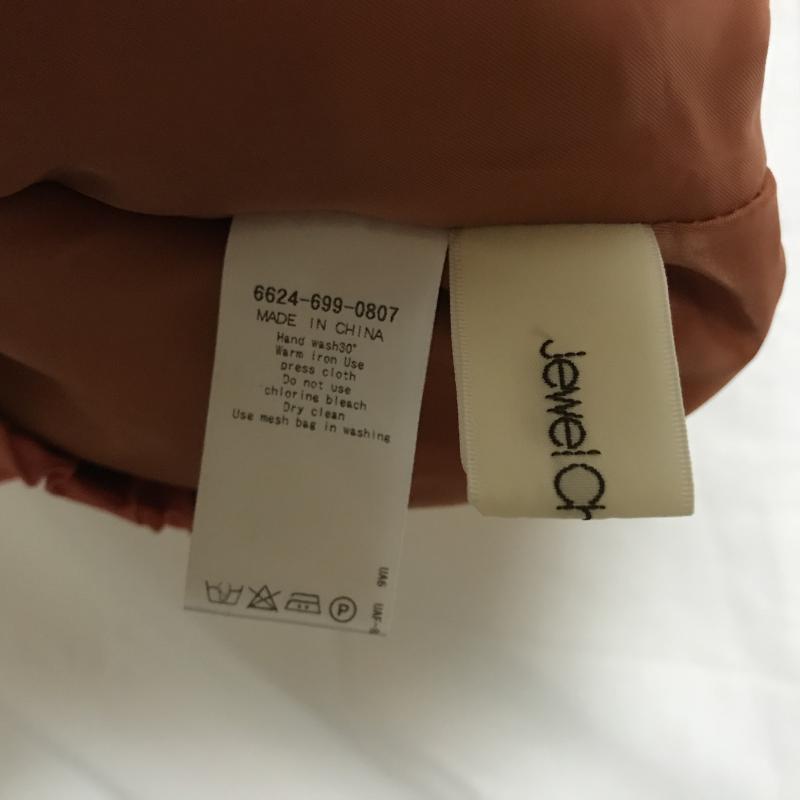 6624-699-0807
MADE IN CHINA
Hand wash30°
Warm iron Use
press cloth
Do not use
chlorine bleach
Dry clean
Use mesh bag in washing
P
UA6
jewel